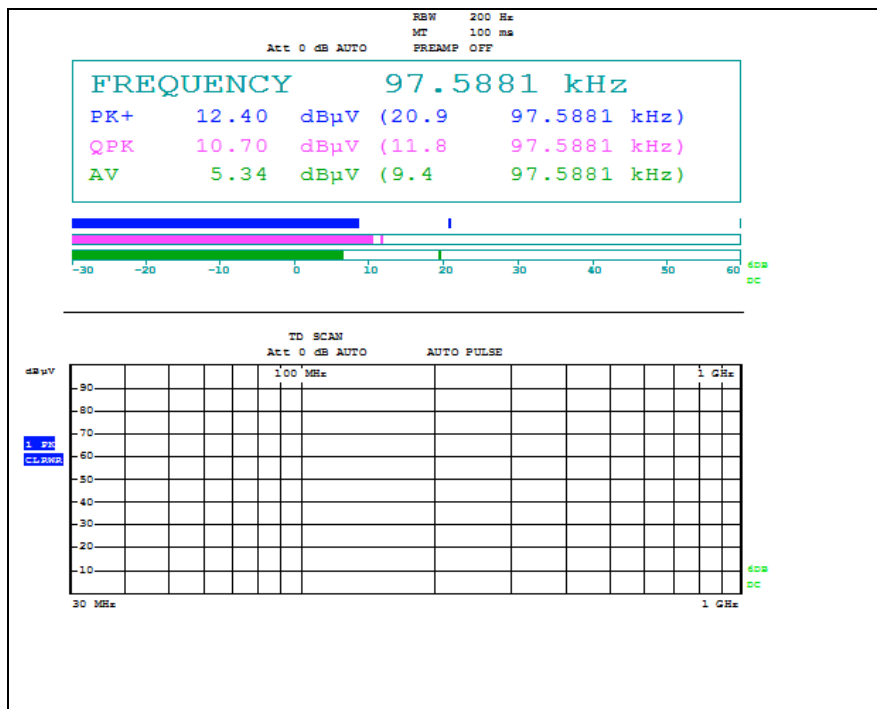 RBW 200 Hz
MT 100 ms
Att 0 dB AUTO PREAMP OFF
FREQUENCY 97.5881 kHz
PK+ 12.40 dBµV (20.9 97.5881 kHz)
QPK 10.70 dBµV (11.8 97.5881 kHz)
AV 5.34 dBµV (9.4 97.5881 kHz)
-30 -20 -10 0 10 20 30 40 50 60 6DB
DC
TD SCAN
Att 0 dB AUTO AUTO PULSE
dBµV 100 MHz 1 GHz
90
80
70
1 PK
60
CLRWR
50
40
30
20
10 6DB
DC
30 MHz 1 GHz